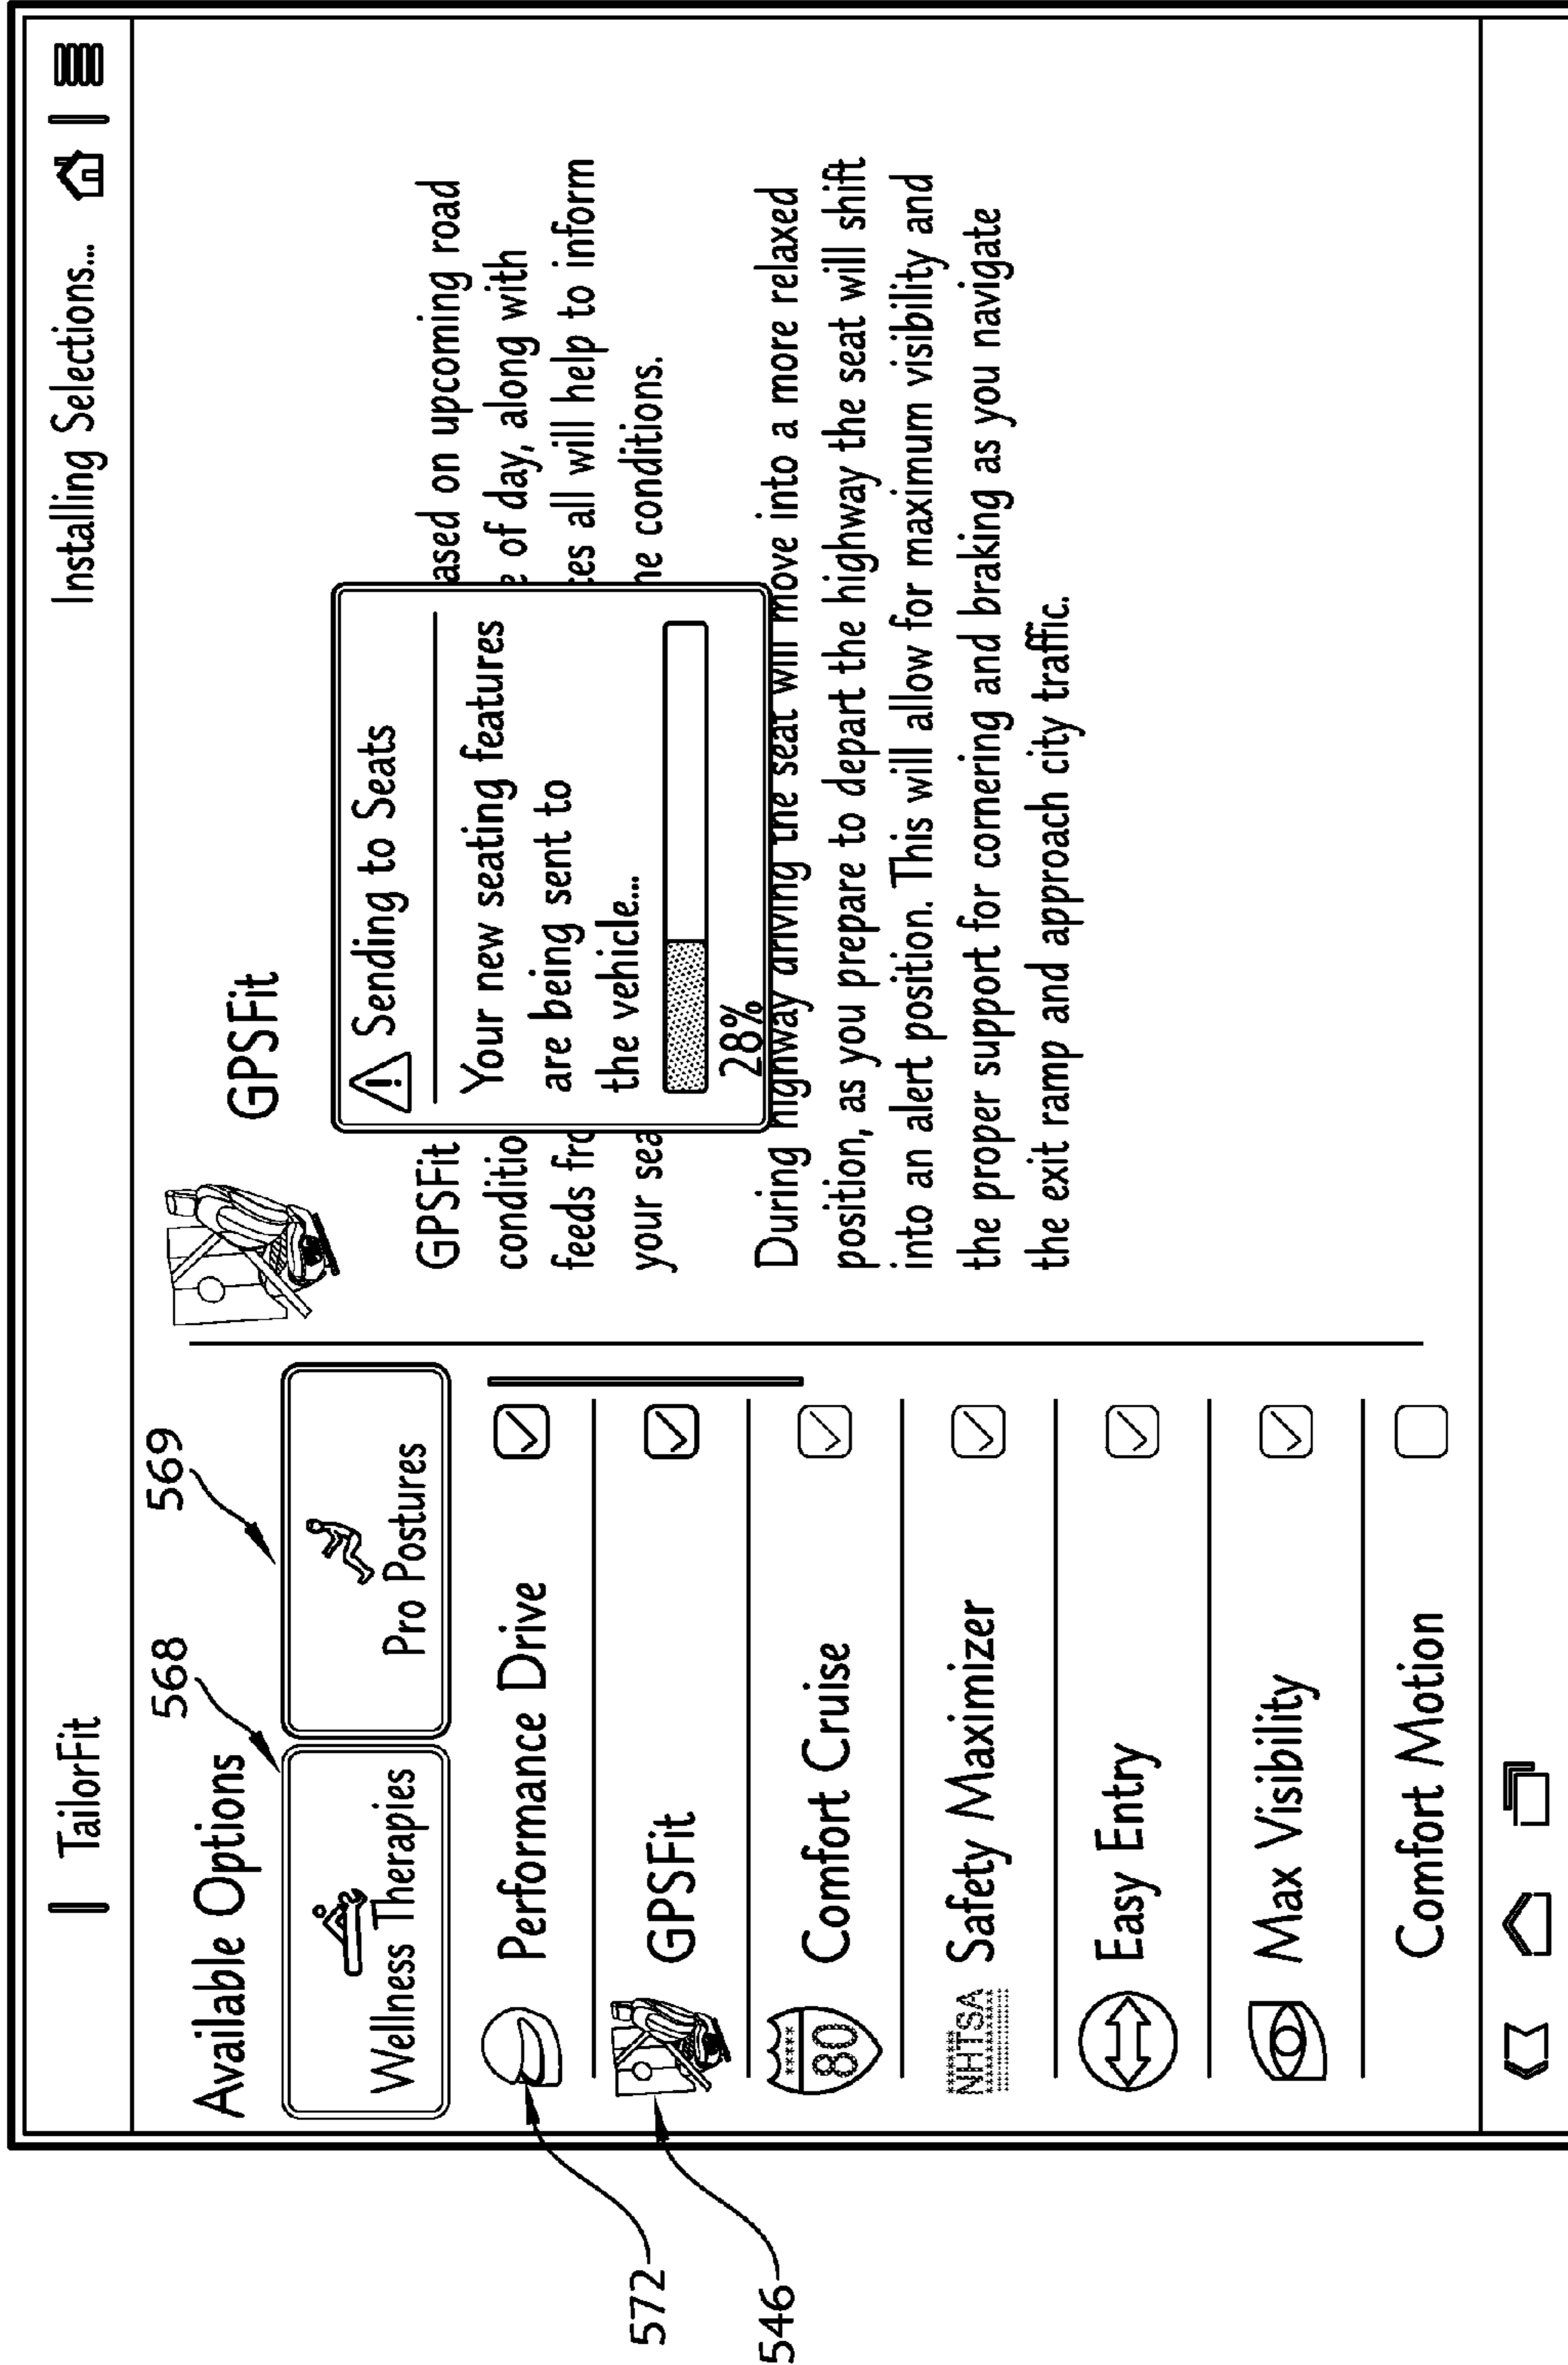 TailorFit
Installing Selections...
Available Options
568
569
Wellness Therapies
Pro Postures
572
Performance Drive
546
GPSFit
80
Comfort Cruise
NHTSA
Safety Maximizer
Easy Entry
Max Visibility
Comfort Motion
GPSFit
GPSFit ased on upcoming road
conditio e of day, along with
feeds fro es all will help to inform
your sea he conditions.
Sending to Seats
Your new seating features
are being sent to
the vehicle...
28%
During highway driving the seat will move into a more relaxed
position, as you prepare to depart the highway the seat will shift
into an alert position. This will allow for maximum visibility and
the proper support for cornering and braking as you navigate
the exit ramp and approach city traffic.